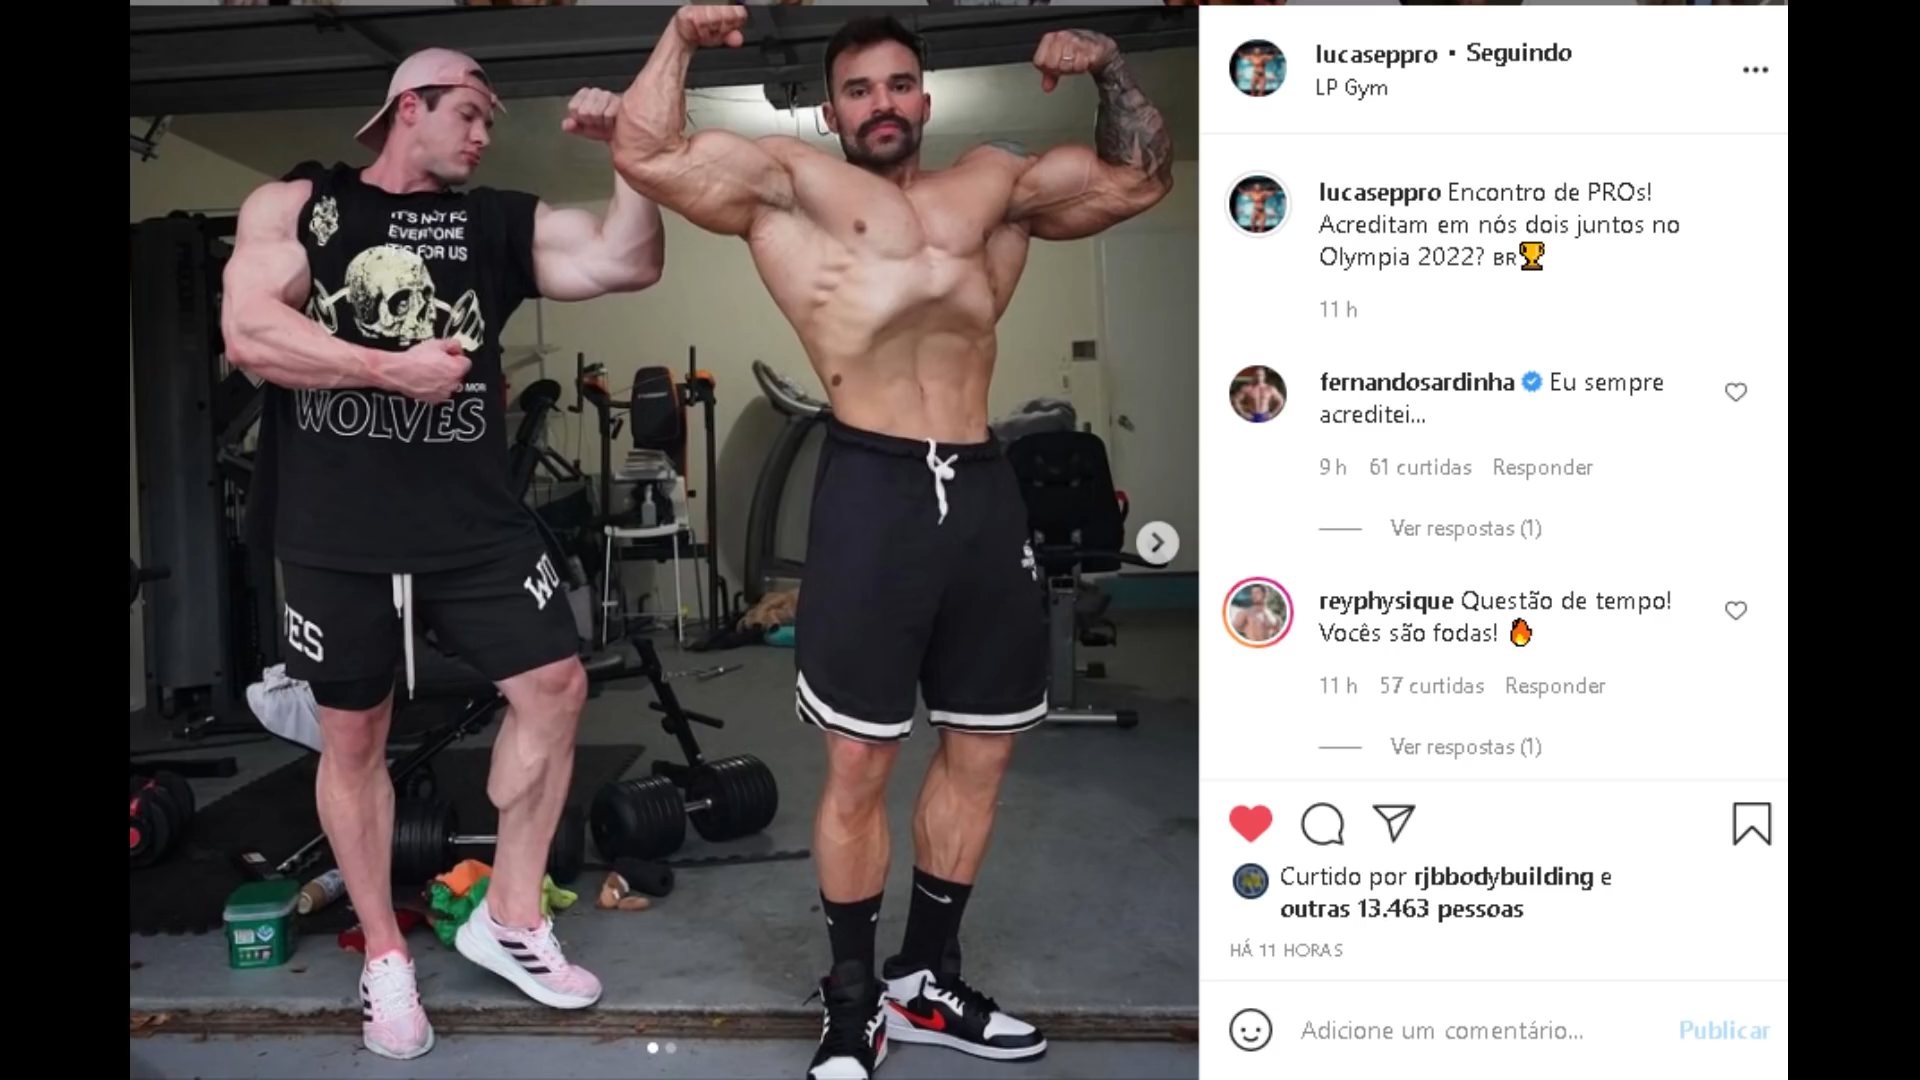 IT'S NOT FO
EVERYONE
IT'S FOR US
WOLVES
WO
ES
lucaseppro • Seguindo
LP Gym
lucaseppro Encontro de PROs!
Acreditam em nós dois juntos no
Olympia 2022? BR🏆
11 h
fernandosardinha Eu sempre
acreditei...
9 h 61 curtidas Responder
Ver respostas (1)
reyphysique Questão de tempo!
Vocês são fodas! 🔥
11 h 57 curtidas Responder
Ver respostas (1)
Curtido por rjbbodybuilding e
outras 13.463 pessoas
HÁ 11 HORAS
Adicione um comentário... Publicar